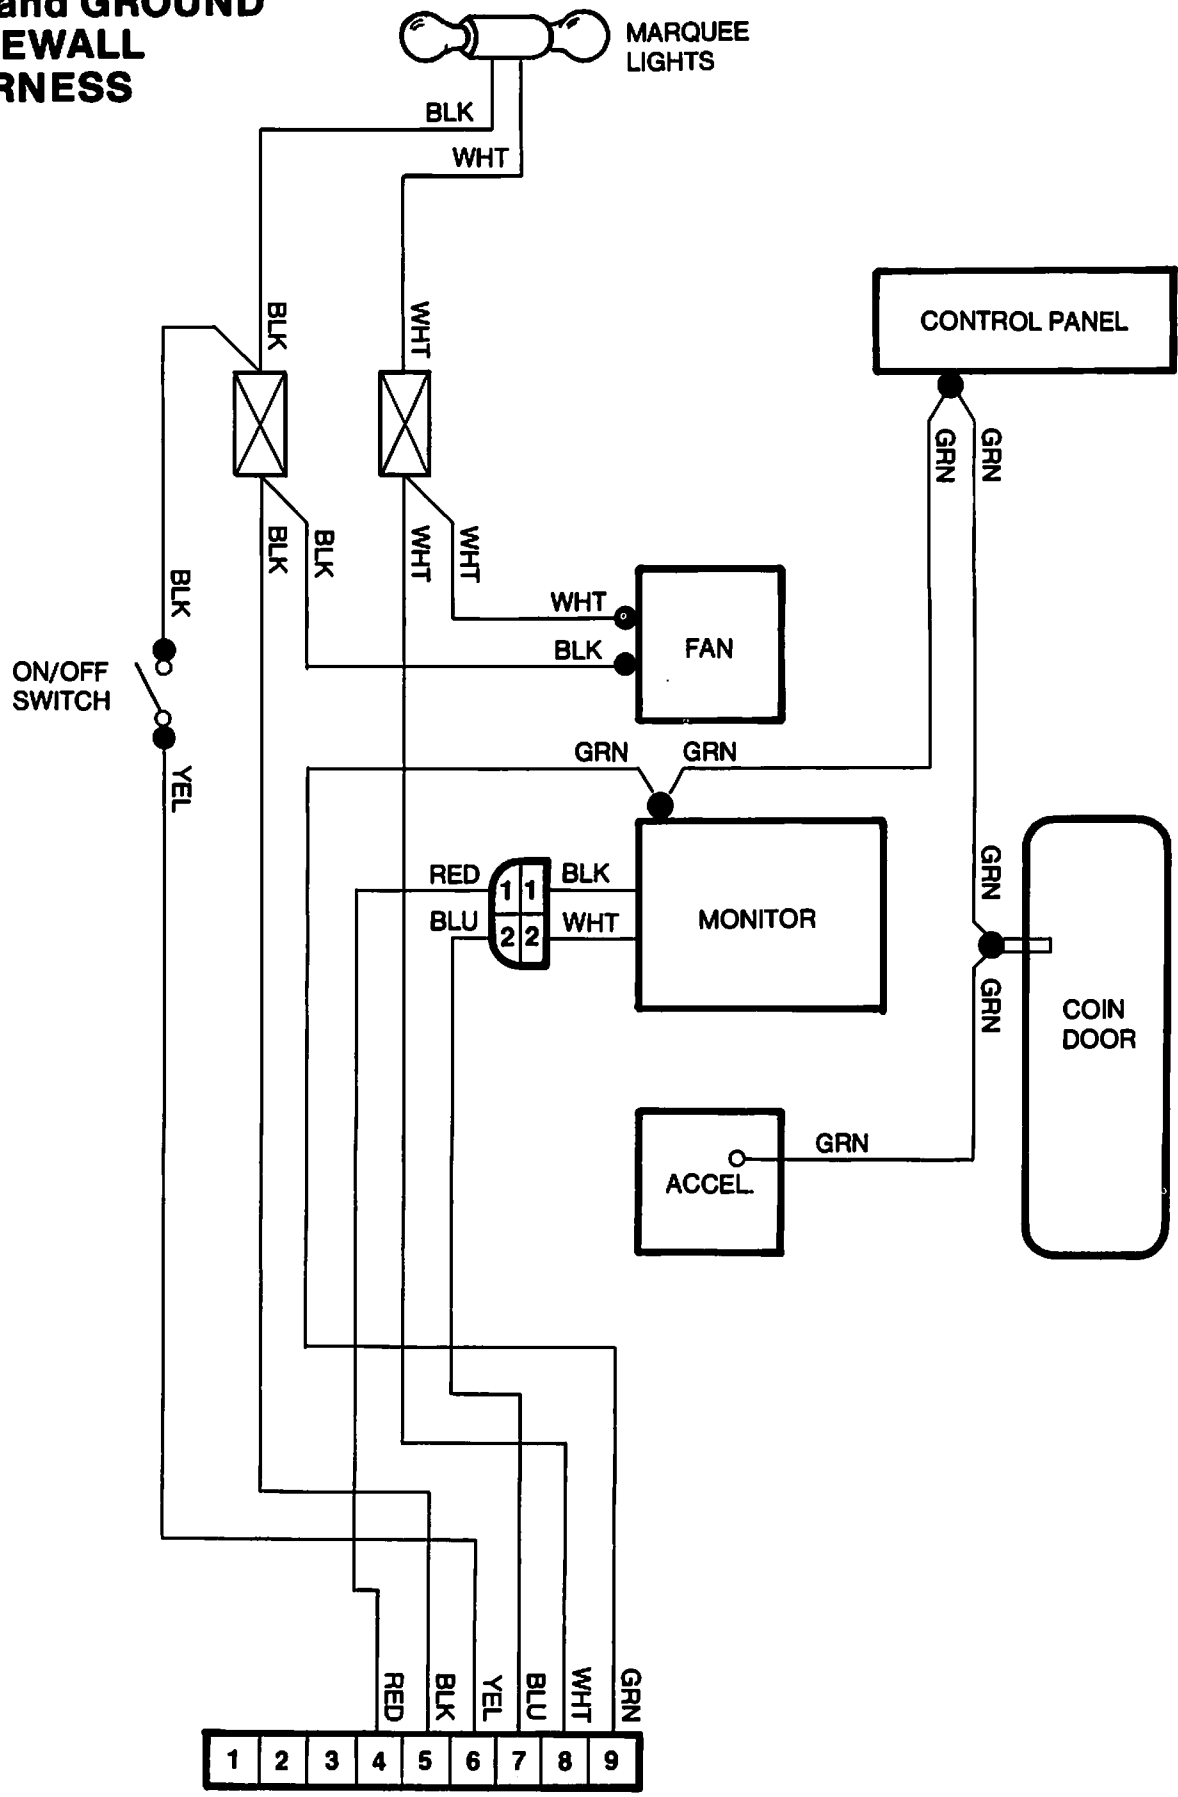 and GROUND
EWALL
RNESS
MARQUEE
LIGHTS
BLK
WHT
BLK
WHT
CONTROL PANEL
GRN
GRN
BLK
BLK
WHT
WHT
BLK
WHT
BLK
FAN
ON/OFF
SWITCH
YEL
GRN
GRN
RED
1 1
BLK
BLU
2 2
WHT
MONITOR
GRN
GRN
COIN
DOOR
GRN
ACCEL.
RED
BLK
YEL
BLU
WHT
GRN
1 2 3 4 5 6 7 8 9